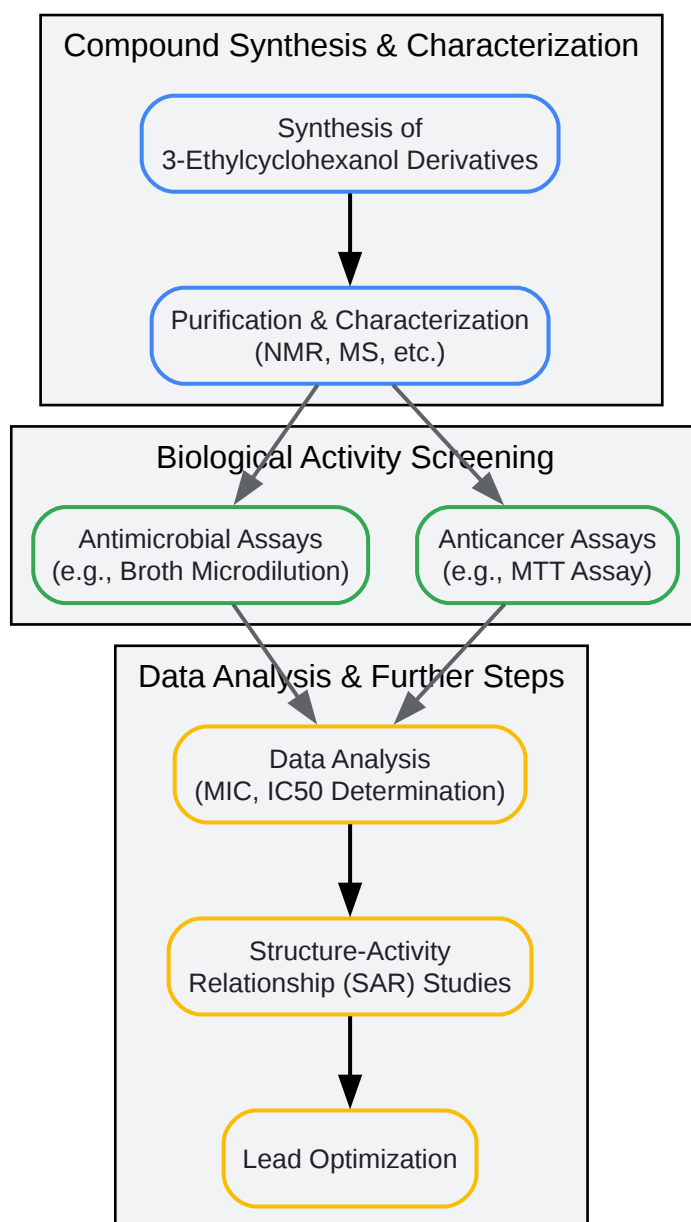 Compound Synthesis & Characterization
Synthesis of
3-Ethylcyclohexanol Derivatives
Purification & Characterization
(NMR, MS, etc.)
Biological Activity Screening
Antimicrobial Assays
(e.g., Broth Microdilution)
Anticancer Assays
(e.g., MTT Assay)
Data Analysis & Further Steps
Data Analysis
(MIC, IC50 Determination)
Structure-Activity
Relationship (SAR) Studies
Lead Optimization